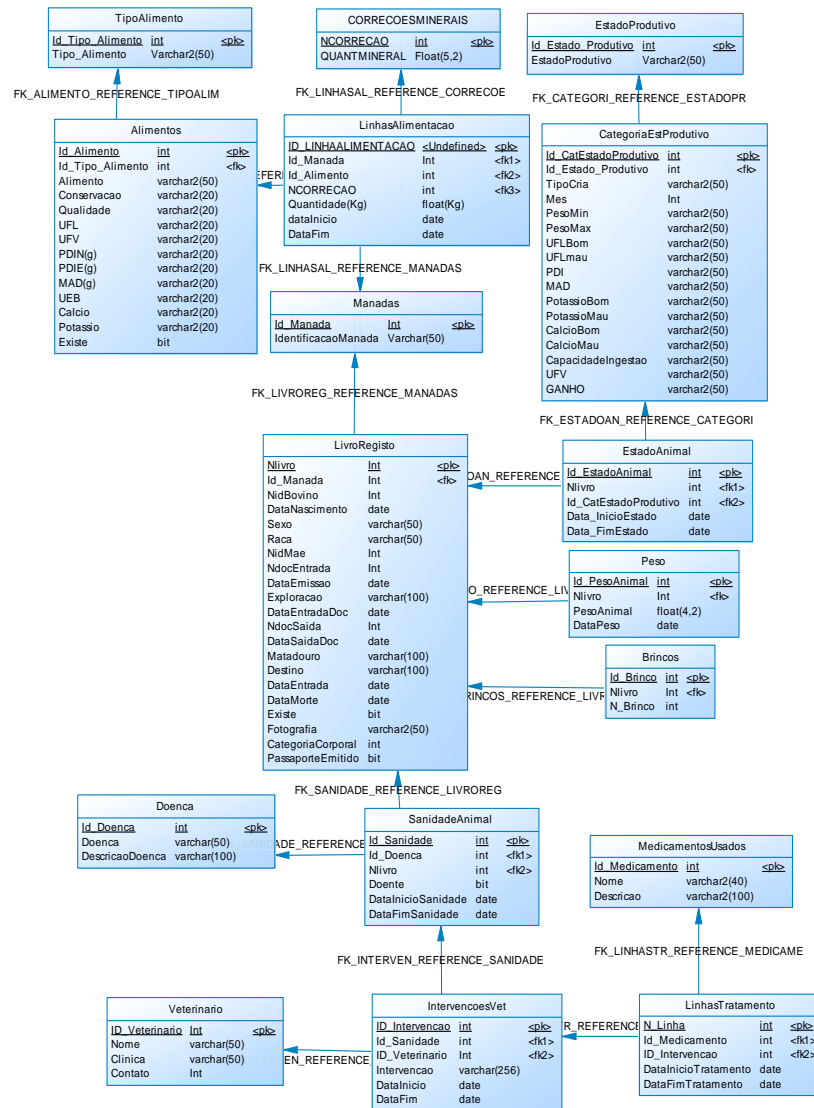 TipoAlimento
Id_Tipo_Alimento int <pk>
Tipo_Alimento Varchar2(50)
CORRECOESMINERAIS
NCORRECAO int <pk>
QUANTMINERAL Float(5,2)
EstadoProdutivo
Id_Estado_Produtivo int <pk>
EstadoProdutivo Varchar2(50)
FK_ALIMENTO_REFERENCE_TIPOALIM
FK_LINHASAL_REFERENCE_CORRECOE
FK_CATEGORI_REFERENCE_ESTADOPR
Alimentos
Id_Alimento int <pk>
Id_Tipo_Alimento int <fk>
Alimento varchar2(50)
Conservacao varchar2(20)
Qualidade varchar2(20)
UFL varchar2(20)
UFV varchar2(20)
PDIN(g) varchar2(20)
PDIE(g) varchar2(20)
MAD(g) varchar2(20)
UEB varchar2(20)
Calcio varchar2(20)
Potassio varchar2(20)
Existe bit
LinhasAlimentacao
ID_LINHAALIMENTACAO <Undefined> <pk>
Id_Manada Int <fk1>
Id_Alimento int <fk2>
NCORRECAO int <fk3>
Quantidade(Kg) float(Kg)
dataInicio date
DataFim date
CategoriaEstProdutivo
Id_CatEstadoProdutivo int <pk>
Id_Estado_Produtivo int <fk>
TipoCria varchar2(50)
Mes Int
PesoMin varchar2(50)
PesoMax varchar2(50)
UFLBom varchar2(50)
UFLmau varchar2(50)
PDI varchar2(50)
MAD varchar2(50)
PotassioBom varchar2(50)
PotassioMau varchar2(50)
CalcioBom varchar2(50)
CalcioMau varchar2(50)
CapacidadeIngestao varchar2(50)
UFV varchar2(50)
GANHO varchar2(50)
FK_LINHASAL_REFERENCE_MANADAS
Manadas
Id_Manada Int <pk>
IdentificacaoManada Varchar(50)
FK_LIVROREG_REFERENCE_MANADAS
FK_ESTADOAN_REFERENCE_CATEGORI
LivroRegisto
Nlivro Int <pk>
Id_Manada Int <fk>
NidBovino Int
DataNascimento date
Sexo varchar(50)
Raca varchar(50)
NidMae Int
NdocEntrada Int
DataEmissao date
Exploracao varchar(100)
DataEntradaDoc date
NdocSaida Int
DataSaidaDoc date
Matadouro varchar(100)
Destino varchar(100)
DataEntrada date
DataMorte date
Existe bit
Fotografia varchar2(50)
CategoriaCorporal int
PassaporteEmitido bit
EstadoAnimal
Id_EstadoAnimal int <pk>
Nlivro int <fk1>
Id_CatEstadoProdutivo int <fk2>
Data_InicioEstado date
Data_FimEstado date
OAN_REFERENCE
Peso
Id_PesoAnimal int <pk>
Nlivro Int <fk>
PesoAnimal float(4,2)
DataPeso date
O_REFERENCE_LIV
Brincos
Id_Brinco int <pk>
Nlivro Int <fk>
N_Brinco int
RINCOS_REFERENCE_LIVR
FK_SANIDADE_REFERENCE_LIVROREG
Doenca
Id_Doenca int <pk>
Doenca varchar(50)
DescricaoDoenca varchar(100)
SANIDADE_REFERENCE
SanidadeAnimal
Id_Sanidade int <pk>
Id_Doenca int <fk1>
Nlivro int <fk2>
Doente bit
DataInicioSanidade date
DataFimSanidade date
MedicamentosUsados
Id_Medicamento int <pk>
Nome varchar2(40)
Descricao varchar2(100)
FK_INTERVEN_REFERENCE_SANIDADE
FK_LINHASTR_REFERENCE_MEDICAME
Veterinario
ID_Veterinario Int <pk>
Nome varchar(50)
Clinica varchar(50)
Contato Int
EN_REFERENCE
IntervencoesVet
ID_Intervencao int <pk>
Id_Sanidade int <fk1>
ID_Veterinario Int <fk2>
Intervencao varchar(256)
DataInicio date
DataFim date
R_REFERENCE
LinhasTratamento
N_Linha int <pk>
Id_Medicamento int <fk1>
ID_Intervencao int <fk2>
DataInicioTratamento date
DataFimTratamento date